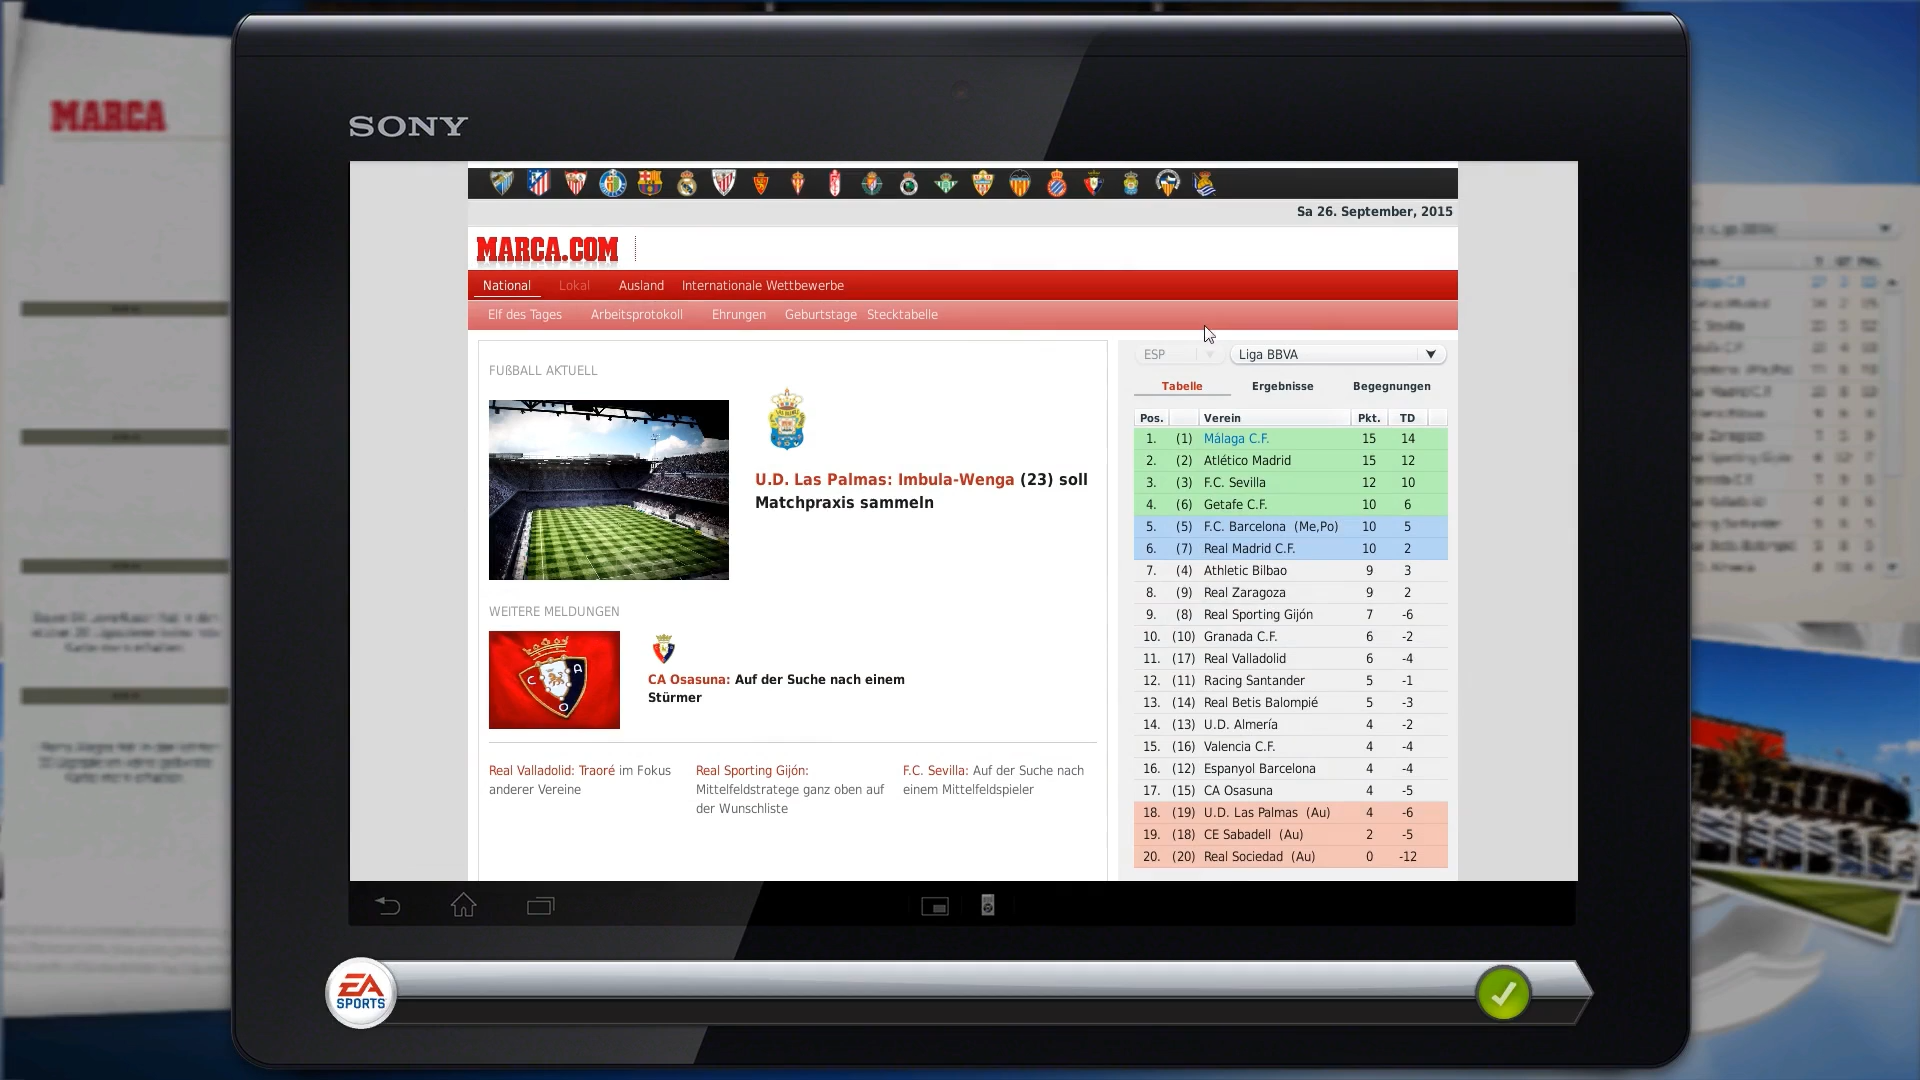 MARCA
SONY
Sa 26. September, 2015
MARCA.COM
National Lokal Ausland Internationale Wettbewerbe
Elf des Tages Arbeitsprotokoll Ehrungen Geburtstage Stecktabelle
FUßBALL AKTUELL
U.D. Las Palmas: Imbula-Wenga (23) soll
Matchpraxis sammeln
WEITERE MELDUNGEN
CA Osasuna: Auf der Suche nach einem
Stürmer
Real Valladolid: Traoré im Fokus
anderer Vereine
Real Sporting Gijón:
Mittelfeldstratege ganz oben auf
der Wunschliste
F.C. Sevilla: Auf der Suche nach
einem Mittelfeldspieler
ESP Liga BBVA
Tabelle Ergebnisse Begegnungen
Pos. Verein Pkt. TD
1. (1) Málaga C.F. 15 14
2. (2) Atlético Madrid 15 12
3. (3) F.C. Sevilla 12 10
4. (6) Getafe C.F. 10 6
5. (5) F.C. Barcelona (Me,Po) 10 5
6. (7) Real Madrid C.F. 10 2
7. (4) Athletic Bilbao 9 3
8. (9) Real Zaragoza 9 2
9. (8) Real Sporting Gijón 7 -6
10. (10) Granada C.F. 6 -2
11. (17) Real Valladolid 6 -4
12. (11) Racing Santander 5 -1
13. (14) Real Betis Balompié 5 -3
14. (13) U.D. Almería 4 -2
15. (16) Valencia C.F. 4 -4
16. (12) Espanyol Barcelona 4 -4
17. (15) CA Osasuna 4 -5
18. (19) U.D. Las Palmas (Au) 4 -6
19. (18) CE Sabadell (Au) 2 -5
20. (20) Real Sociedad (Au) 0 -12
EA
SPORTS